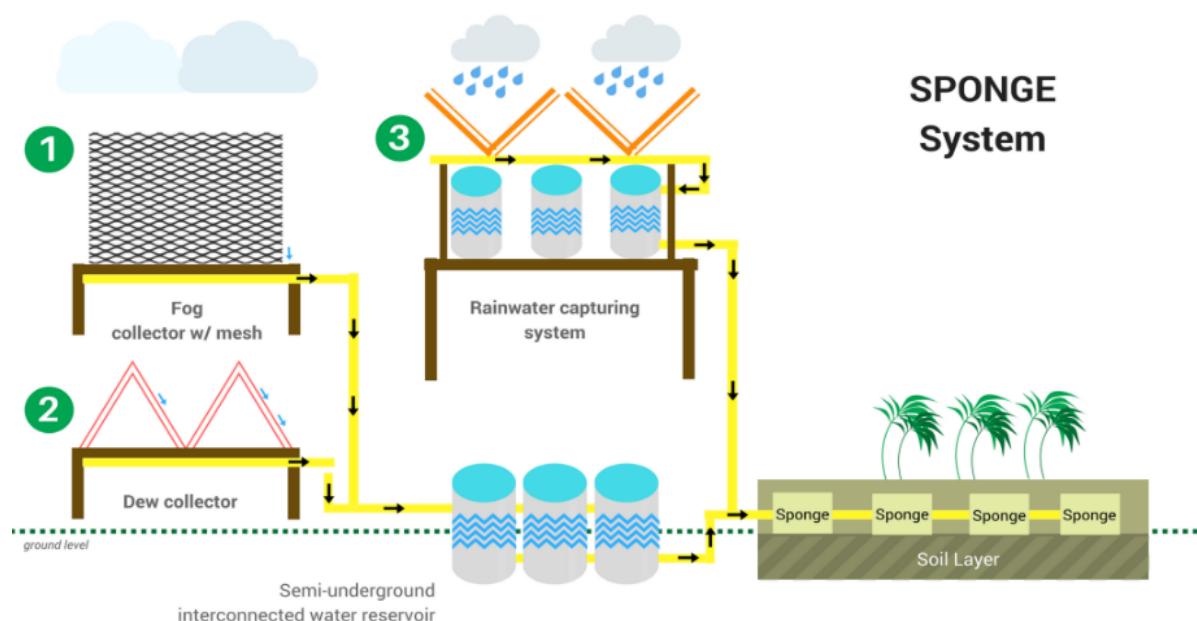 SPONGE
System
1
Fog
collector w/ mesh
2
Dew collector
3
Rainwater capturing
system
ground level
Semi-underground
interconnected water reservoir
Sponge
Sponge
Sponge
Sponge
Soil Layer